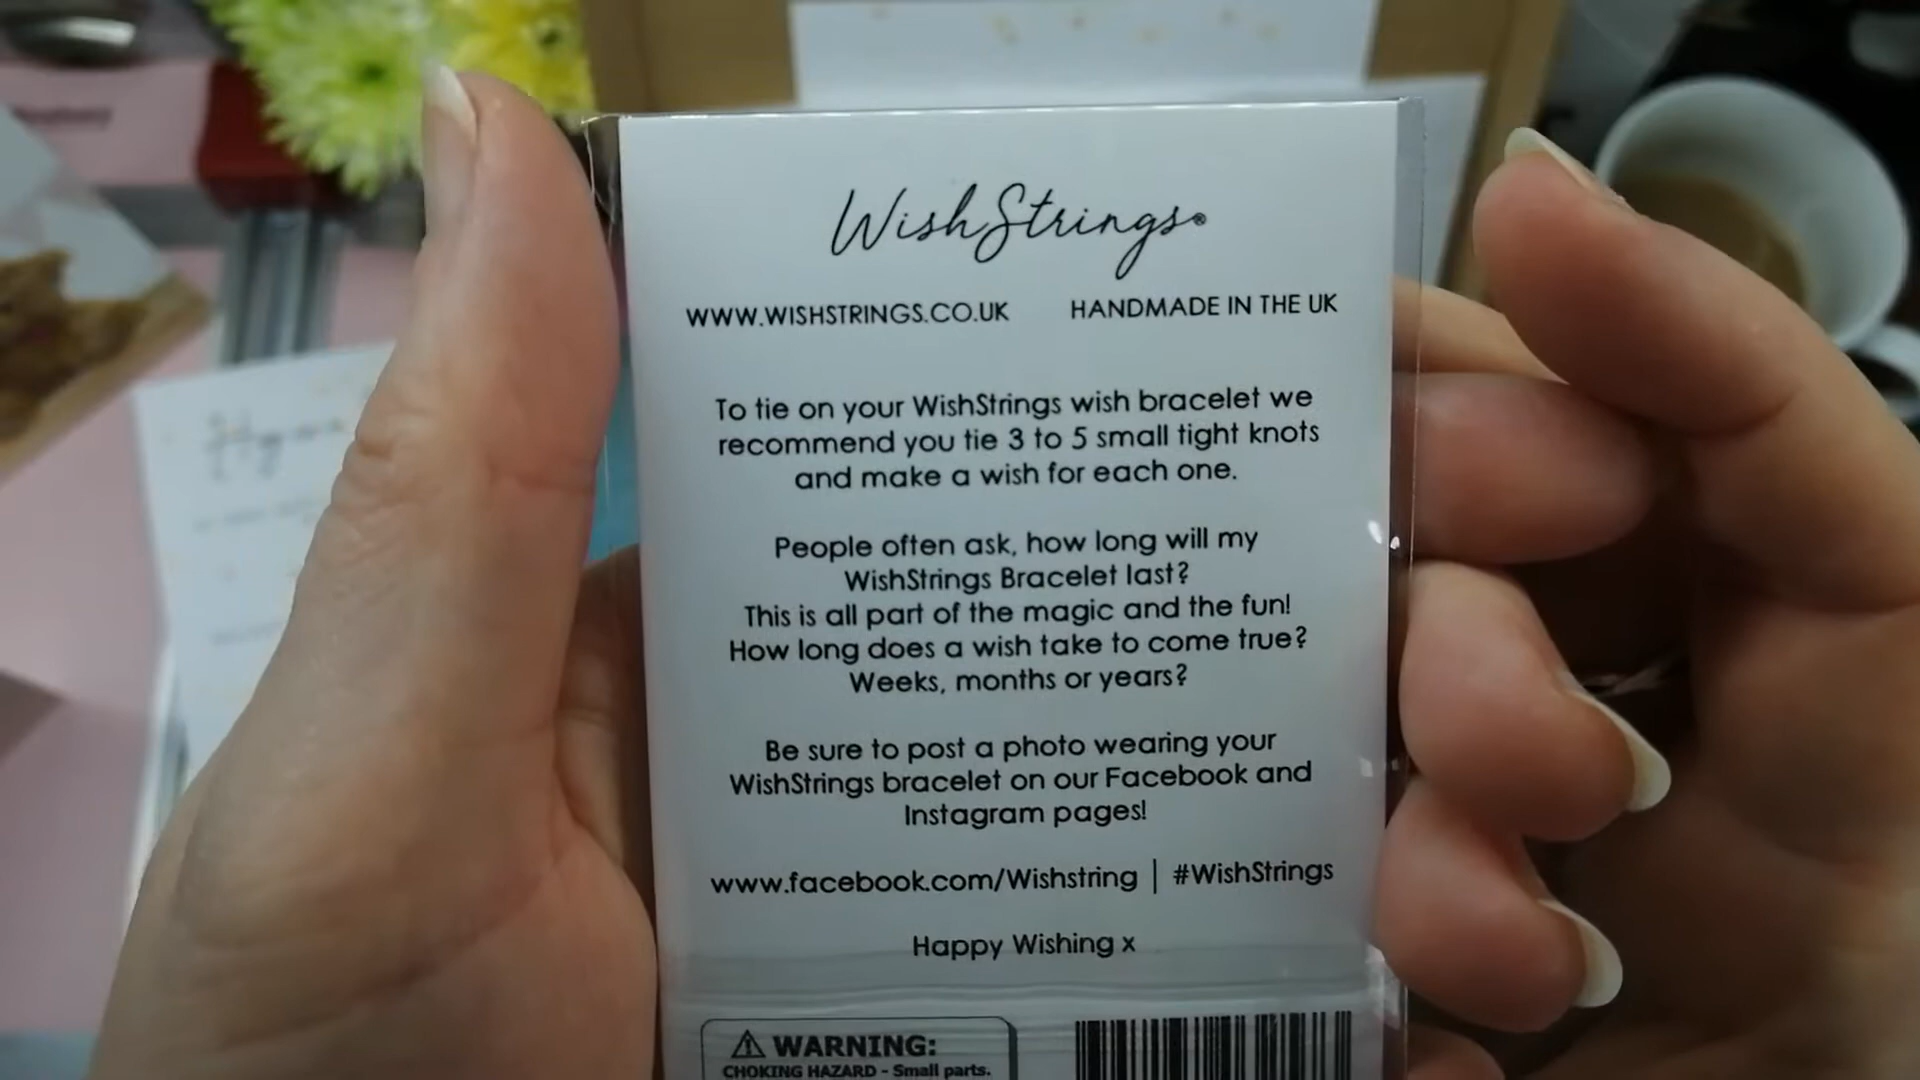 WishStrings®
WWW.WISHSTRINGS.CO.UK HANDMADE IN THE UK
To tie on your WishStrings wish bracelet we
recommend you tie 3 to 5 small tight knots
and make a wish for each one.
People often ask, how long will my
WishStrings Bracelet last?
This is all part of the magic and the fun!
How long does a wish take to come true?
Weeks, months or years?
Be sure to post a photo wearing your
WishStrings bracelet on our Facebook and
Instagram pages!
www.facebook.com/Wishstring | #WishStrings
Happy Wishing x
WARNING:
CHOKING HAZARD - Small parts.